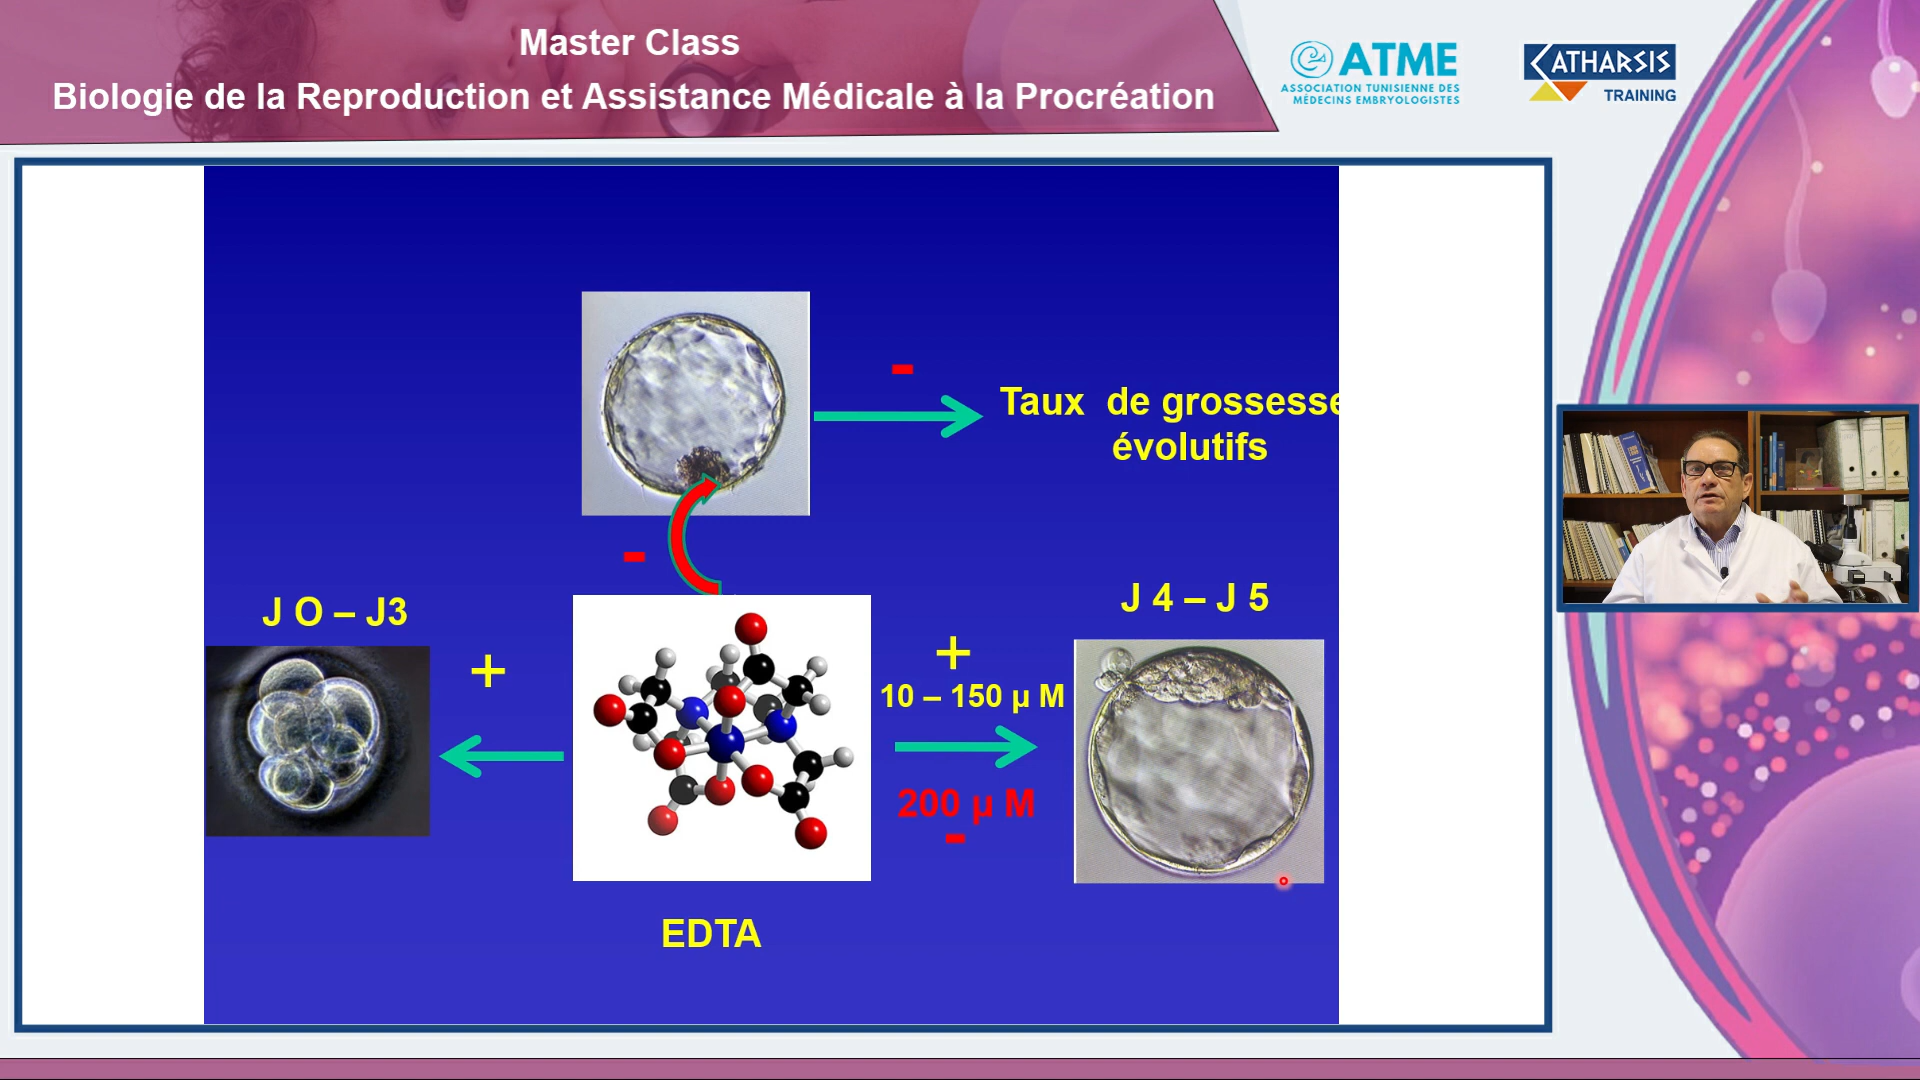 Master Class
Biologie de la Reproduction et Assistance Médicale à la Procréation
ATME
ASSOCIATION TUNISIENNE DES
MÉDECINS EMBRYOLOGISTES
KATHARSIS
TRAINING
-
Taux de grossesse
évolutifs
-
J O – J3
+
J 4 – J 5
+
10 – 150 µ M
200 µ M
-
EDTA